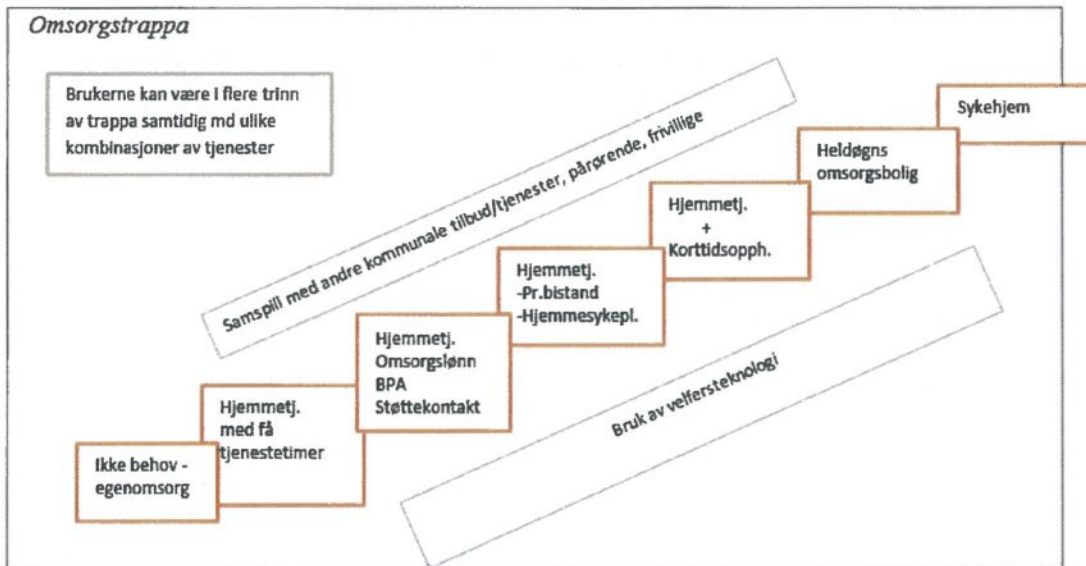 Omsorgstrappa
Brukerne kan være i flere trinn
av trappa samtidig md ulike
kombinasjoner av tjenester
Samspill med andre kommunale tilbud/tjenester, pårørende, frivillige
Sykehjem
Heldøgns
omsorgsbolig
Hjemmetj.
+
Korttidsopph.
Hjemmetj.
-Pr.bistand
-Hjemmesykepl.
Hjemmetj.
Omsorgslønn
BPA
Støttekontakt
Hjemmetj.
med få
tjenestetimer
Ikke behov -
egenomsorg
Bruk av velfersteknologi